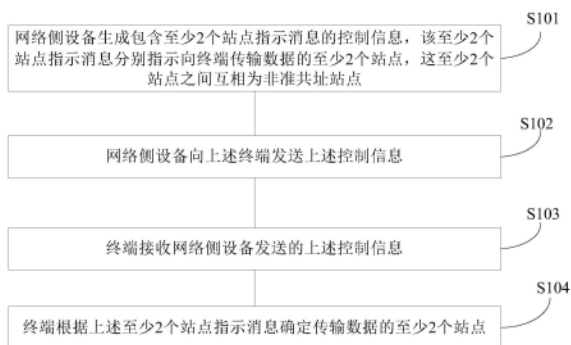 S101
网络侧设备生成包含至少2个站点指示消息的控制信息，该至少2个
站点指示消息分别指示向终端传输数据的至少2个站点，这至少2个
站点之间互相为非准共址站点
S102
网络侧设备向上述终端发送上述控制信息
S103
终端接收网络侧设备发送的上述控制信息
S104
终端根据上述至少2个站点指示消息确定传输数据的至少2个站点